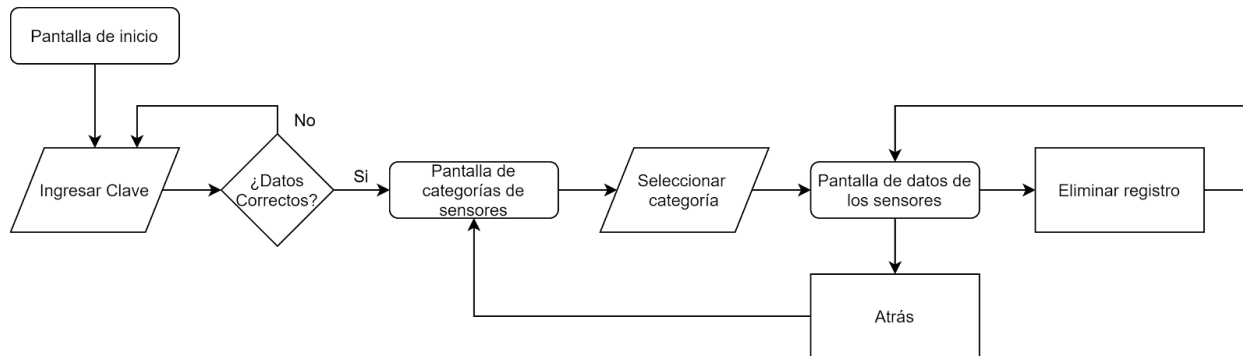 Pantalla de inicio
No
Ingresar Clave
¿Datos
Correctos?
Si
Pantalla de
categorías de
sensores
Seleccionar
categoría
Pantalla de datos de
los sensores
Eliminar registro
Atrás